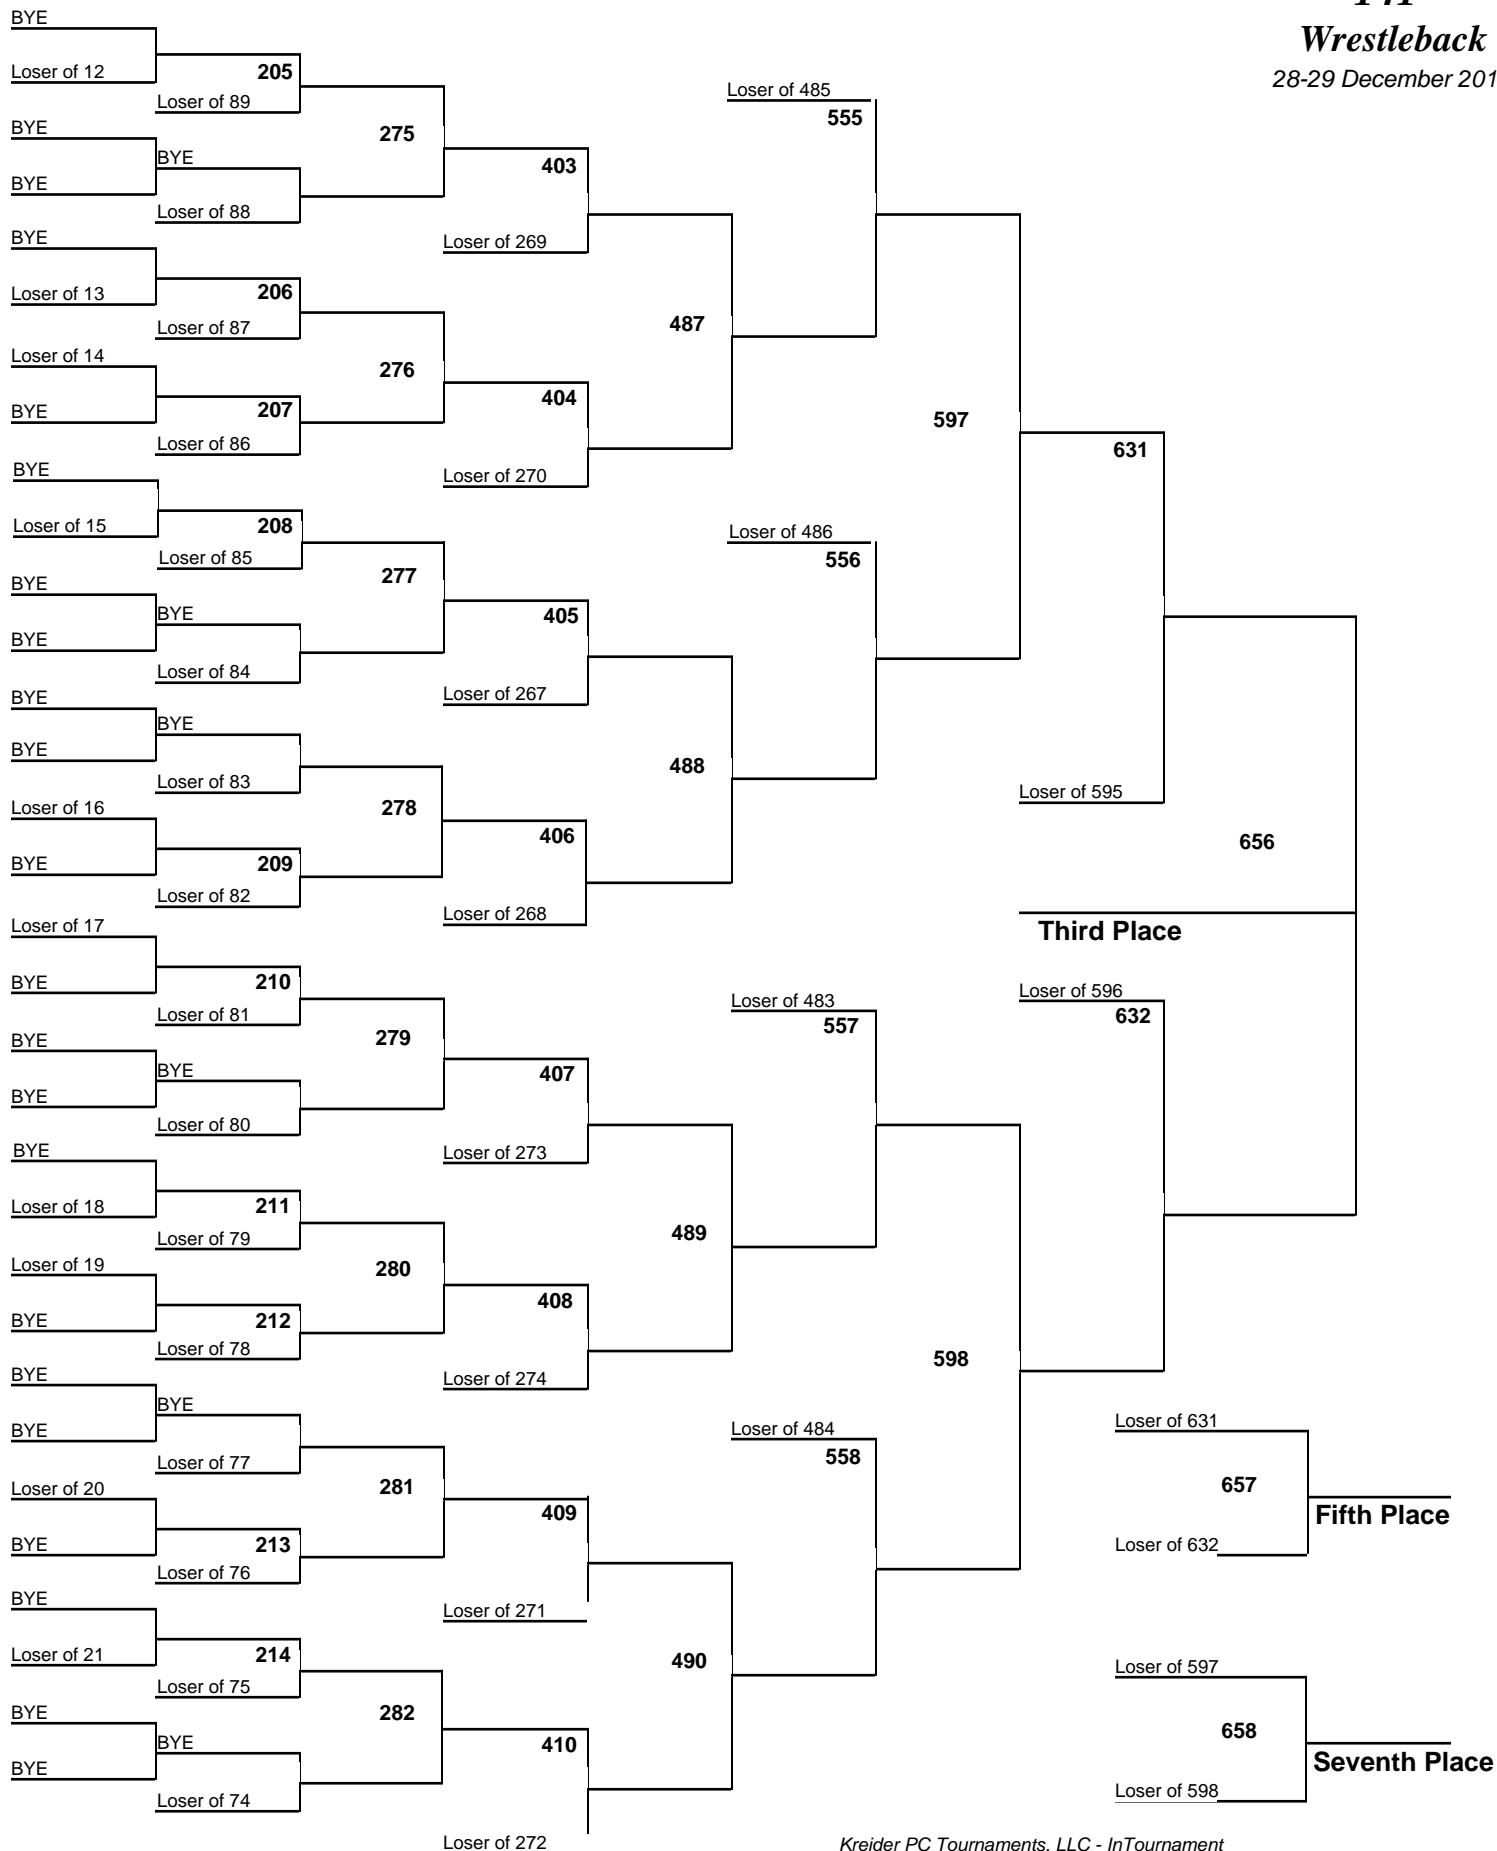 Wrestleback
28-29 December 201
BYE
Loser of 12
205
Loser of 89
BYE
BYE
BYE
Loser of 88
275
403
Loser of 269
BYE
Loser of 13
206
Loser of 87
Loser of 14
BYE
207
Loser of 86
276
404
Loser of 270
487
Loser of 485
555
BYE
Loser of 15
208
Loser of 85
BYE
BYE
BYE
Loser of 84
277
405
Loser of 267
BYE
BYE
BYE
Loser of 83
Loser of 16
BYE
209
Loser of 82
278
406
Loser of 268
488
Loser of 486
556
597
631
Loser of 595
656
Third Place
Loser of 17
BYE
210
Loser of 81
BYE
BYE
BYE
Loser of 80
279
407
Loser of 273
BYE
Loser of 18
211
Loser of 79
Loser of 19
BYE
212
Loser of 78
280
408
Loser of 274
489
Loser of 483
557
Loser of 596
632
BYE
BYE
BYE
Loser of 77
Loser of 20
BYE
213
Loser of 76
281
409
Loser of 271
BYE
Loser of 21
214
Loser of 75
BYE
BYE
BYE
Loser of 74
282
410
Loser of 272
490
Loser of 484
558
598
Loser of 631
657
Loser of 632
Fifth Place
Loser of 597
658
Loser of 598
Seventh Place
Kreider PC Tournaments, LLC - InTournament